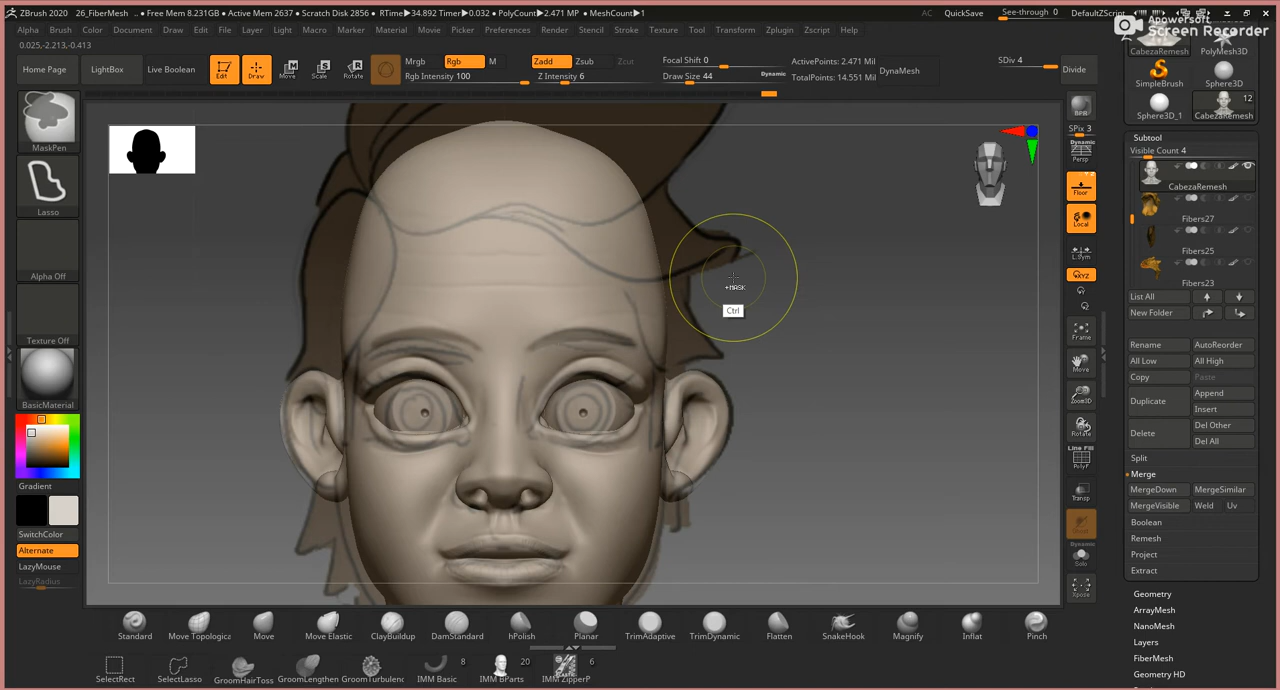 ZBrush 2020 26_FiberMesh .. • Free Mem 8.231GB • Active Mem 2637 • Scratch Disk 2856 • RTime▶34.892 Timer▶0.032 • PolyCount▶2.471 MP • MeshCount▶1 AC QuickSave See-through 0 DefaultZScript
Alpha Brush Color Document Draw Edit File Layer Light Macro Marker Material Movie Picker Preferences Render Stencil Stroke Texture Tool Transform Zplugin Zscript Help
Apowersoft
Screen Recorder
0.025,-2.213,-0.413
Home Page LightBox Live Boolean Edit Draw Move Scale Rotate
Mrgb Rgb M Zadd Zsub Zcut Focal Shift 0 ActivePoints: 2.471 Mil SDiv 4 Divide
Rgb Intensity 100 Z Intensity 6 Draw Size 44 Dynamic TotalPoints: 14.551 Mil DynaMesh
MaskPen
Lasso
Alpha Off
Texture Off
BasicMaterial
Gradient
SwitchColor
Alternate
LazyMouse
LazyRadius
+MASK
Ctrl
BPR
SPix 3
Dynamic
Persp
Floor
Local
L.Sym
XYZ
Frame
Move
Zoom3D
Rotate
Line Fill
PolyF
Transp
Dynamic
Solo
Xpose
CabezaRemesh PolyMesh3D
SimpleBrush Sphere3D
12
Sphere3D_1 CabezaRemesh
Subtool
Visible Count 4
CabezaRemesh
Fibers27
Fibers25
Fibers23
List All
New Folder
Rename AutoReorder
All Low All High
Copy Paste
Duplicate Append
Insert
Delete Del Other
Del All
Split
Merge
MergeDown MergeSimilar
MergeVisible Weld Uv
Boolean
Remesh
Project
Extract
Geometry
ArrayMesh
NanoMesh
Layers
FiberMesh
Geometry HD
Standard Move Topologica Move Move Elastic ClayBuildup DamStandard hPolish Planar TrimAdaptive TrimDynamic Flatten SnakeHook Magnify Inflat Pinch
8 20 6
SelectRect SelectLasso GroomHairToss GroomLengthen GroomTurbulenc IMM Basic IMM BParts IMM ZipperP